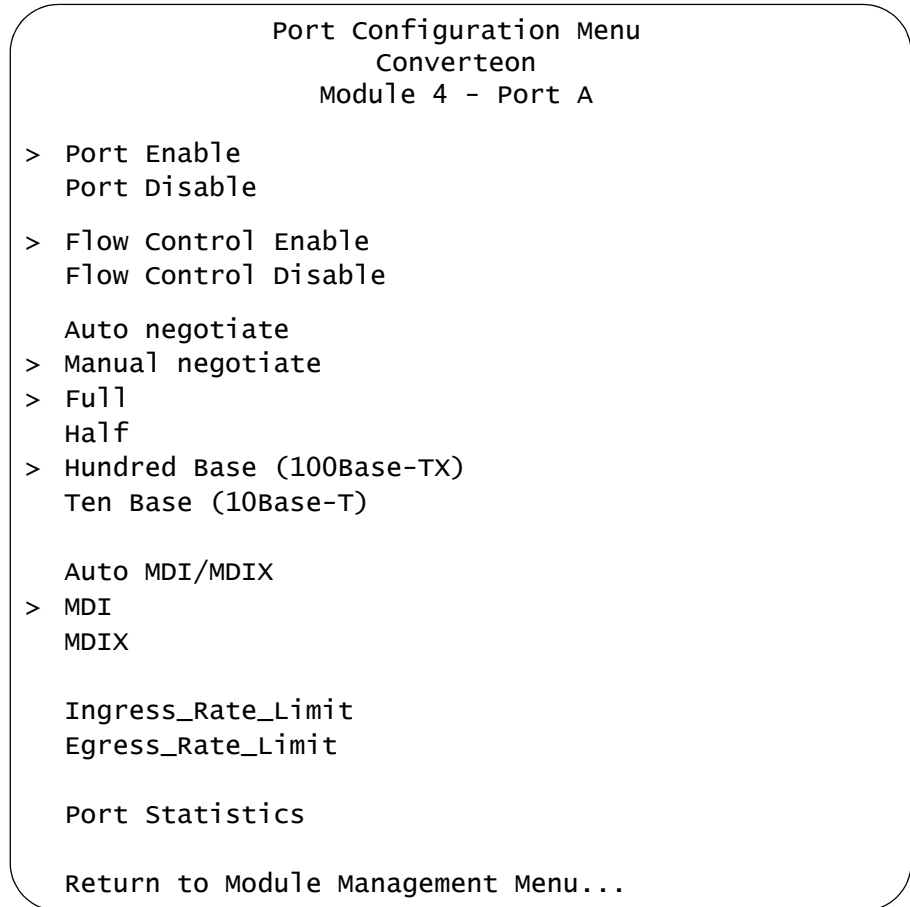 Port Configuration Menu
Converteon
Module 4 - Port A
> Port Enable
Port Disable
> Flow Control Enable
Flow Control Disable
Auto negotiate
> Manual negotiate
> Full
Half
> Hundred Base (100Base-TX)
Ten Base (10Base-T)
Auto MDI/MDIX
> MDI
MDIX
Ingress_Rate_Limit
Egress_Rate_Limit
Port Statistics
Return to Module Management Menu...